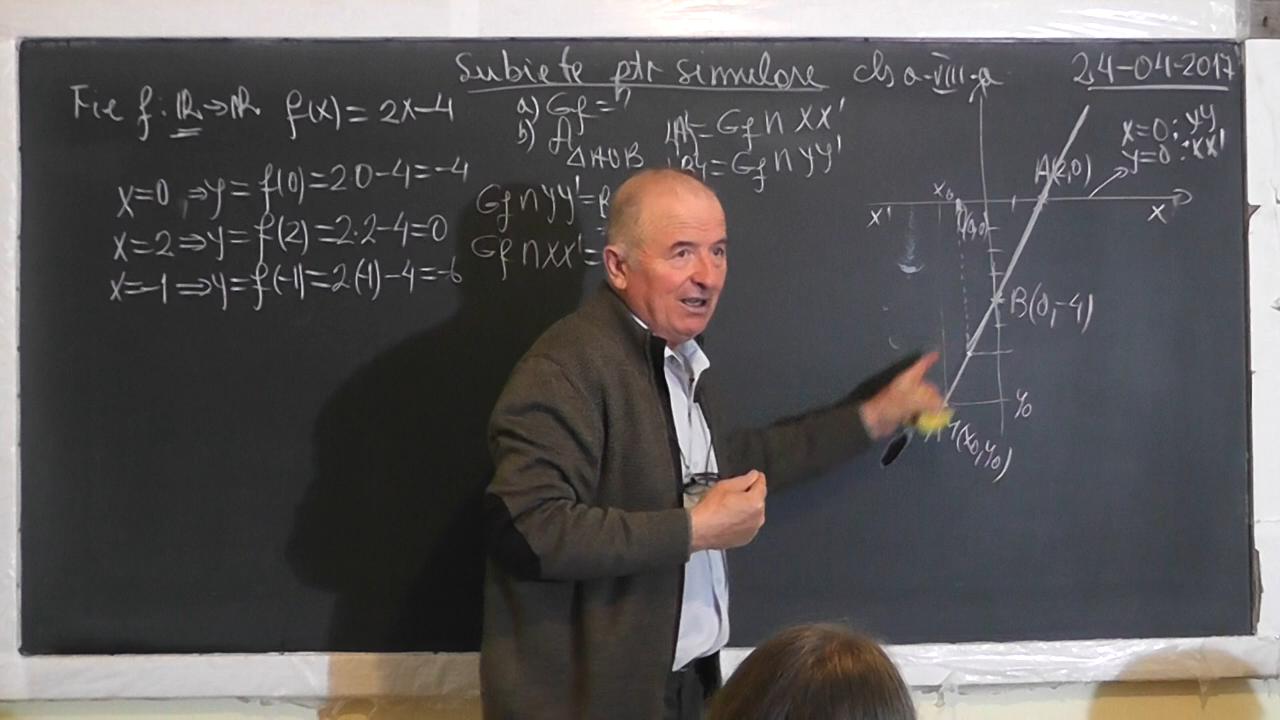 Subiecte ptr simulare cls a-VIII-a 24-04-2017
Fie f: ℝ→ℝ f(x) = 2x-4
a) Gf = ?
b) A
ΔAOB
{A} = Gf ∩ XX'
{B} = Gf ∩ YY'
x=0 ⇒ y = f(0)=2·0-4=-4
x=2 ⇒ y= f(2)=2·2-4=0
x=-1 ⇒ y=f(-1)=2(-1)-4=-6
Gf ∩ YY' =
Gf ∩ XX' =
x=0: YY'
y=0: XX'
A(2,0)
x₀
X'
X
(0,0)
B(0,-4)
y₀
M(x₀,y₀)